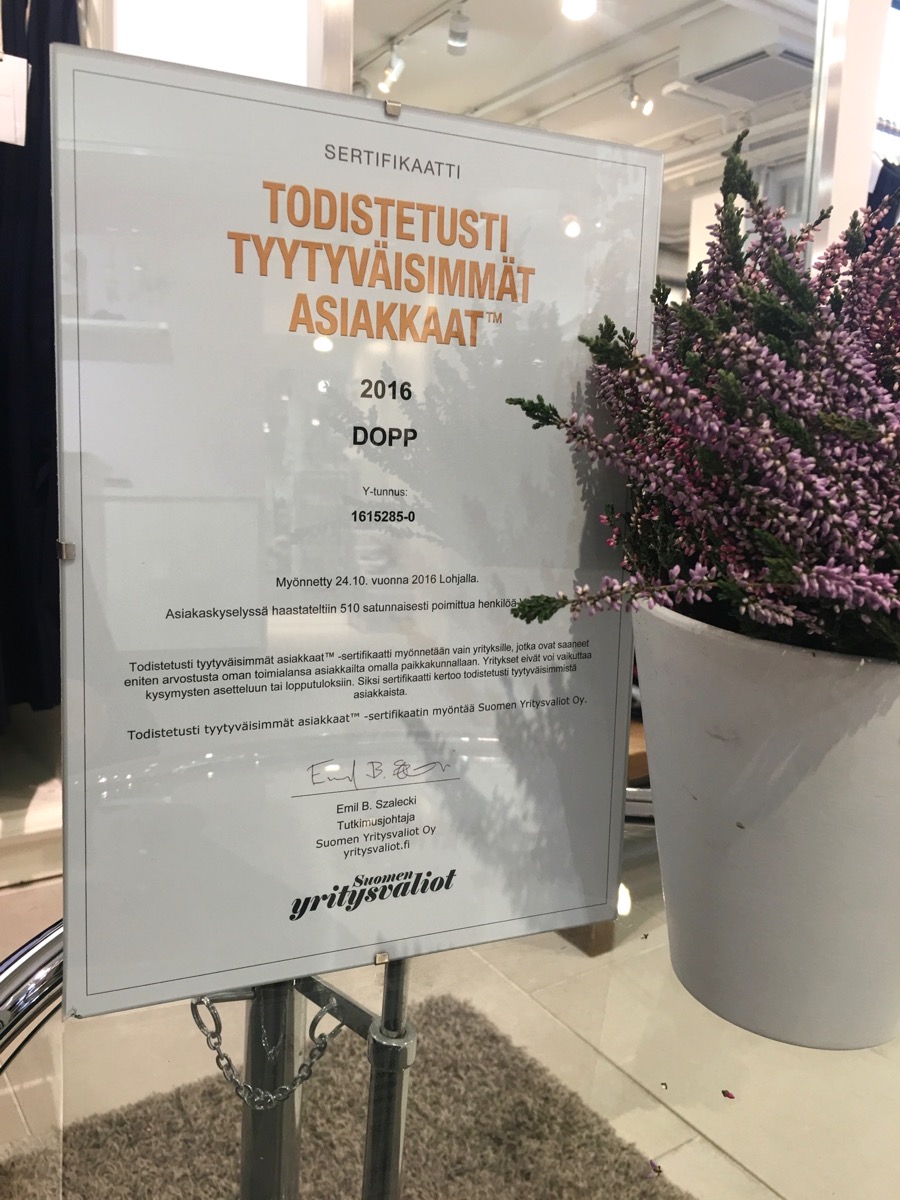 SERTIFIKAATTI
TODISTETUSTI
TYYTYVÄISIMMÄT
ASIAKKAAT™
2016
DOPP
Y-tunnus:
1615285-0
Myönnetty 24.10. vuonna 2016 Lohjalla.
Asiakaskyselyssä haastateltiin 510 satunnaisesti poimittua henkilöä
Todistetusti tyytyväisimmät asiakkaat™ -sertifikaatti myönnetään vain yrityksille, jotka ovat saaneet
eniten arvostusta oman toimialansa asiakkailta omalla paikkakunnallaan. Yritykset eivät voi vaikuttaa
kysymysten asetteluun tai lopputuloksiin. Siksi sertifikaatti kertoo todistetusti tyytyväisimmistä
asiakkaista.
Todistetusti tyytyväisimmät asiakkaat™ -sertifikaatin myöntää Suomen Yritysvaliot Oy.
Emil B. Szalecki
Tutkimusjohtaja
Suomen Yritysvaliot Oy
yritysvaliot.fi
Suomen
yritysvaliot